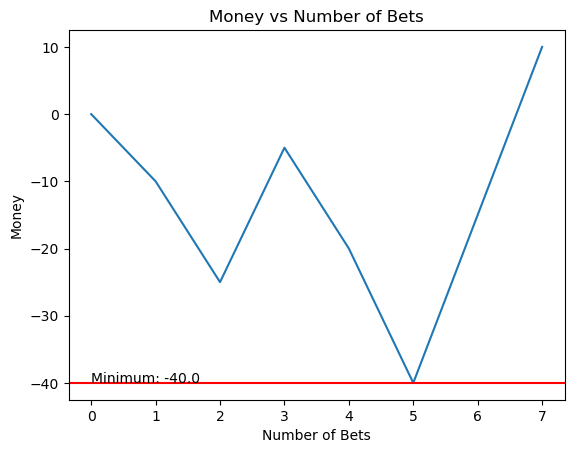 Money vs Number of Bets
10
0
−10
−20
−30
−40
Money
Minimum: -40.0
0 1 2 3 4 5 6 7
Number of Bets